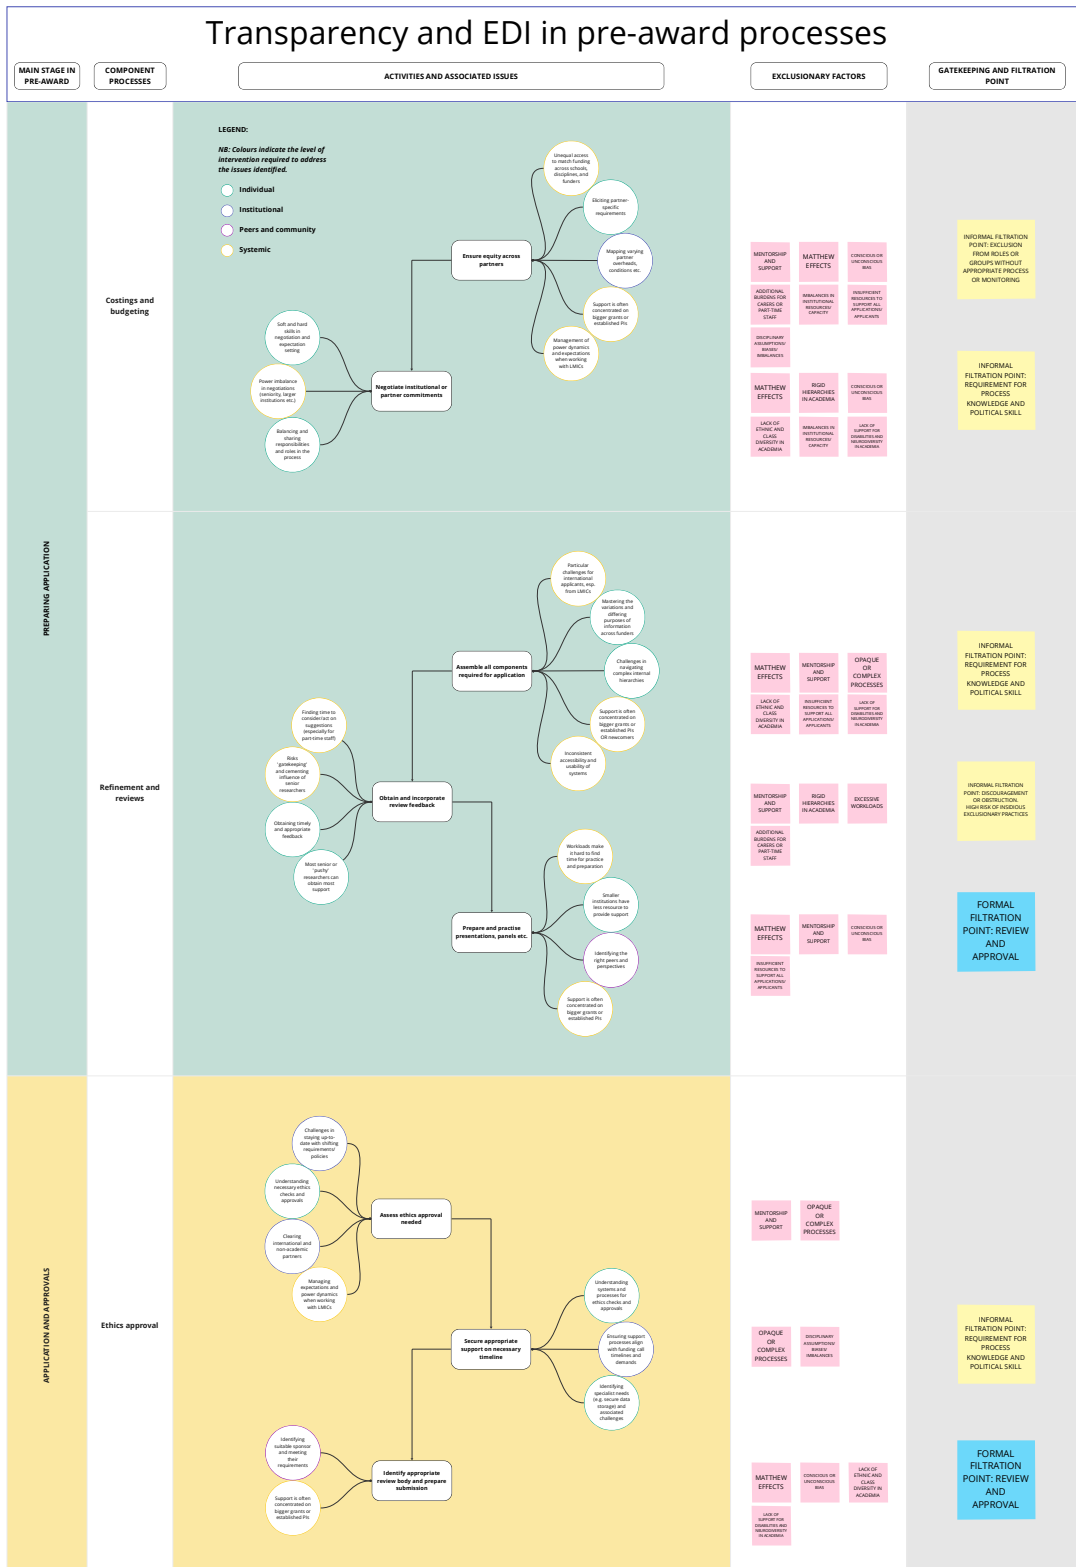 Transparency and EDI in pre-award processes
MAIN STAGE IN
PRE-AWARD
COMPONENT
PROCESSES
ACTIVITIES AND ASSOCIATED ISSUES
EXCLUSIONARY FACTORS
GATEKEEPING AND FILTRATION
POINT
LEGEND:
NB: Colours indicate the level of
intervention required to address
the issues identified.
Individual
Institutional
Peers and community
Systemic
PREPARING APPLICATION
Costings and
budgeting
Ensure equity across
partners
Unequal access
to match funding
across schools,
disciplines, and
funders
Eliciting partner-
specific
requirements
Mapping varying
partner
overheads,
conditions etc.
Support is often
concentrated on
bigger grants or
established PIs
Management of
power dynamics
and expectations
when working
with LMICs
Negotiate institutional or
partner commitments
Soft and hard
skills in
negotiation and
expectation
setting
Power imbalance
in negotiations
(seniority, larger
institutions etc.)
Balancing and
sharing
responsibilities
and roles in the
process
MENTORSHIP
AND
SUPPORT
MATTHEW
EFFECTS
CONSCIOUS OR
UNCONSCIOUS
BIAS
ADDITIONAL
BURDENS FOR
CARERS OR
PART-TIME
STAFF
IMBALANCES IN
INSTITUTIONAL
RESOURCES/
CAPACITY
INSUFFICIENT
RESOURCES TO
SUPPORT ALL
APPLICATIONS/
APPLICANTS
DISCIPLINARY
ASSUMPTIONS/
BIASES/
IMBALANCES
MATTHEW
EFFECTS
RIGID
HIERARCHIES
IN ACADEMIA
CONSCIOUS OR
UNCONSCIOUS
BIAS
LACK OF
ETHNIC AND
CLASS
DIVERSITY IN
ACADEMIA
IMBALANCES IN
INSTITUTIONAL
RESOURCES/
CAPACITY
LACK OF
SUPPORT FOR
DISABILITIES AND
NEURODIVERSITY
IN ACADEMIA
INFORMAL FILTRATION
POINT: EXCLUSION
FROM ROLES OR
GROUPS WITHOUT
APPROPRIATE PROCESS
OR MONITORING
INFORMAL
FILTRATION POINT:
REQUIREMENT FOR
PROCESS
KNOWLEDGE AND
POLITICAL SKILL
Refinement and
reviews
Assemble all components
required for application
Particular
challenges for
international
applicants, esp.
from LMICs
Mastering the
variations and
differing
purposes of
information
across funders
Challenges in
navigating
complex internal
hierarchies
Support is often
concentrated on
bigger grants or
established PIs
OR newcomers
Inconsistent
accessibility and
usability of
systems
Obtain and incorporate
review feedback
Finding time to
consider/act on
suggestions
(especially for
part-time staff)
Risks
'gatekeeping'
and cementing
influence of
senior
researchers
Obtaining timely
and appropriate
feedback
Most senior or
'pushy'
researchers can
obtain most
support
Prepare and practise
presentations, panels etc.
Workloads make
it hard to find
time for practice
and preparation
Smaller
institutions have
less resource to
provide support
Identifying the
right peers and
perspectives
Support is often
concentrated on
bigger grants or
established PIs
MATTHEW
EFFECTS
MENTORSHIP
AND
SUPPORT
OPAQUE
OR
COMPLEX
PROCESSES
LACK OF
ETHNIC AND
CLASS
DIVERSITY IN
ACADEMIA
INSUFFICIENT
RESOURCES TO
SUPPORT ALL
APPLICATIONS/
APPLICANTS
LACK OF
SUPPORT FOR
DISABILITIES AND
NEURODIVERSITY
IN ACADEMIA
MENTORSHIP
AND
SUPPORT
RIGID
HIERARCHIES
IN ACADEMIA
EXCESSIVE
WORKLOADS
ADDITIONAL
BURDENS FOR
CARERS OR
PART-TIME
STAFF
MATTHEW
EFFECTS
MENTORSHIP
AND
SUPPORT
CONSCIOUS OR
UNCONSCIOUS
BIAS
INSUFFICIENT
RESOURCES TO
SUPPORT ALL
APPLICATIONS/
APPLICANTS
INFORMAL
FILTRATION POINT:
REQUIREMENT FOR
PROCESS
KNOWLEDGE AND
POLITICAL SKILL
INFORMAL FILTRATION
POINT: DISCOURAGEMENT
OR OBSTRUCTION.
HIGH RISK OF INSIDIOUS
EXCLUSIONARY PRACTICES
FORMAL
FILTRATION
POINT: REVIEW
AND
APPROVAL
APPLICATION AND APPROVALS
Ethics approval
Assess ethics approval
needed
Challenges in
staying up-to-
date with shifting
requirements/
policies
Understanding
necessary ethics
checks and
approvals
Clearing
international and
non-academic
partners
Managing
expectations and
power dynamics
when working
with LMICs
Secure appropriate
support on necessary
timeline
Understanding
systems and
processes for
ethics checks and
approvals
Ensuring support
processes align
with funding call
timelines and
demands
Identifying
specialist needs
(e.g. secure data
storage) and
associated
challenges
Identify appropriate
review body and prepare
submission
Identifying
suitable sponsor
and meeting
their
requirements
Support is often
concentrated on
bigger grants or
established PIs
MENTORSHIP
AND
SUPPORT
OPAQUE
OR
COMPLEX
PROCESSES
OPAQUE
OR
COMPLEX
PROCESSES
DISCIPLINARY
ASSUMPTIONS/
BIASES/
IMBALANCES
MATTHEW
EFFECTS
CONSCIOUS OR
UNCONSCIOUS
BIAS
LACK OF
ETHNIC AND
CLASS
DIVERSITY IN
ACADEMIA
LACK OF
SUPPORT FOR
DISABILITIES AND
NEURODIVERSITY
IN ACADEMIA
INFORMAL
FILTRATION POINT:
REQUIREMENT FOR
PROCESS
KNOWLEDGE AND
POLITICAL SKILL
FORMAL
FILTRATION
POINT: REVIEW
AND
APPROVAL